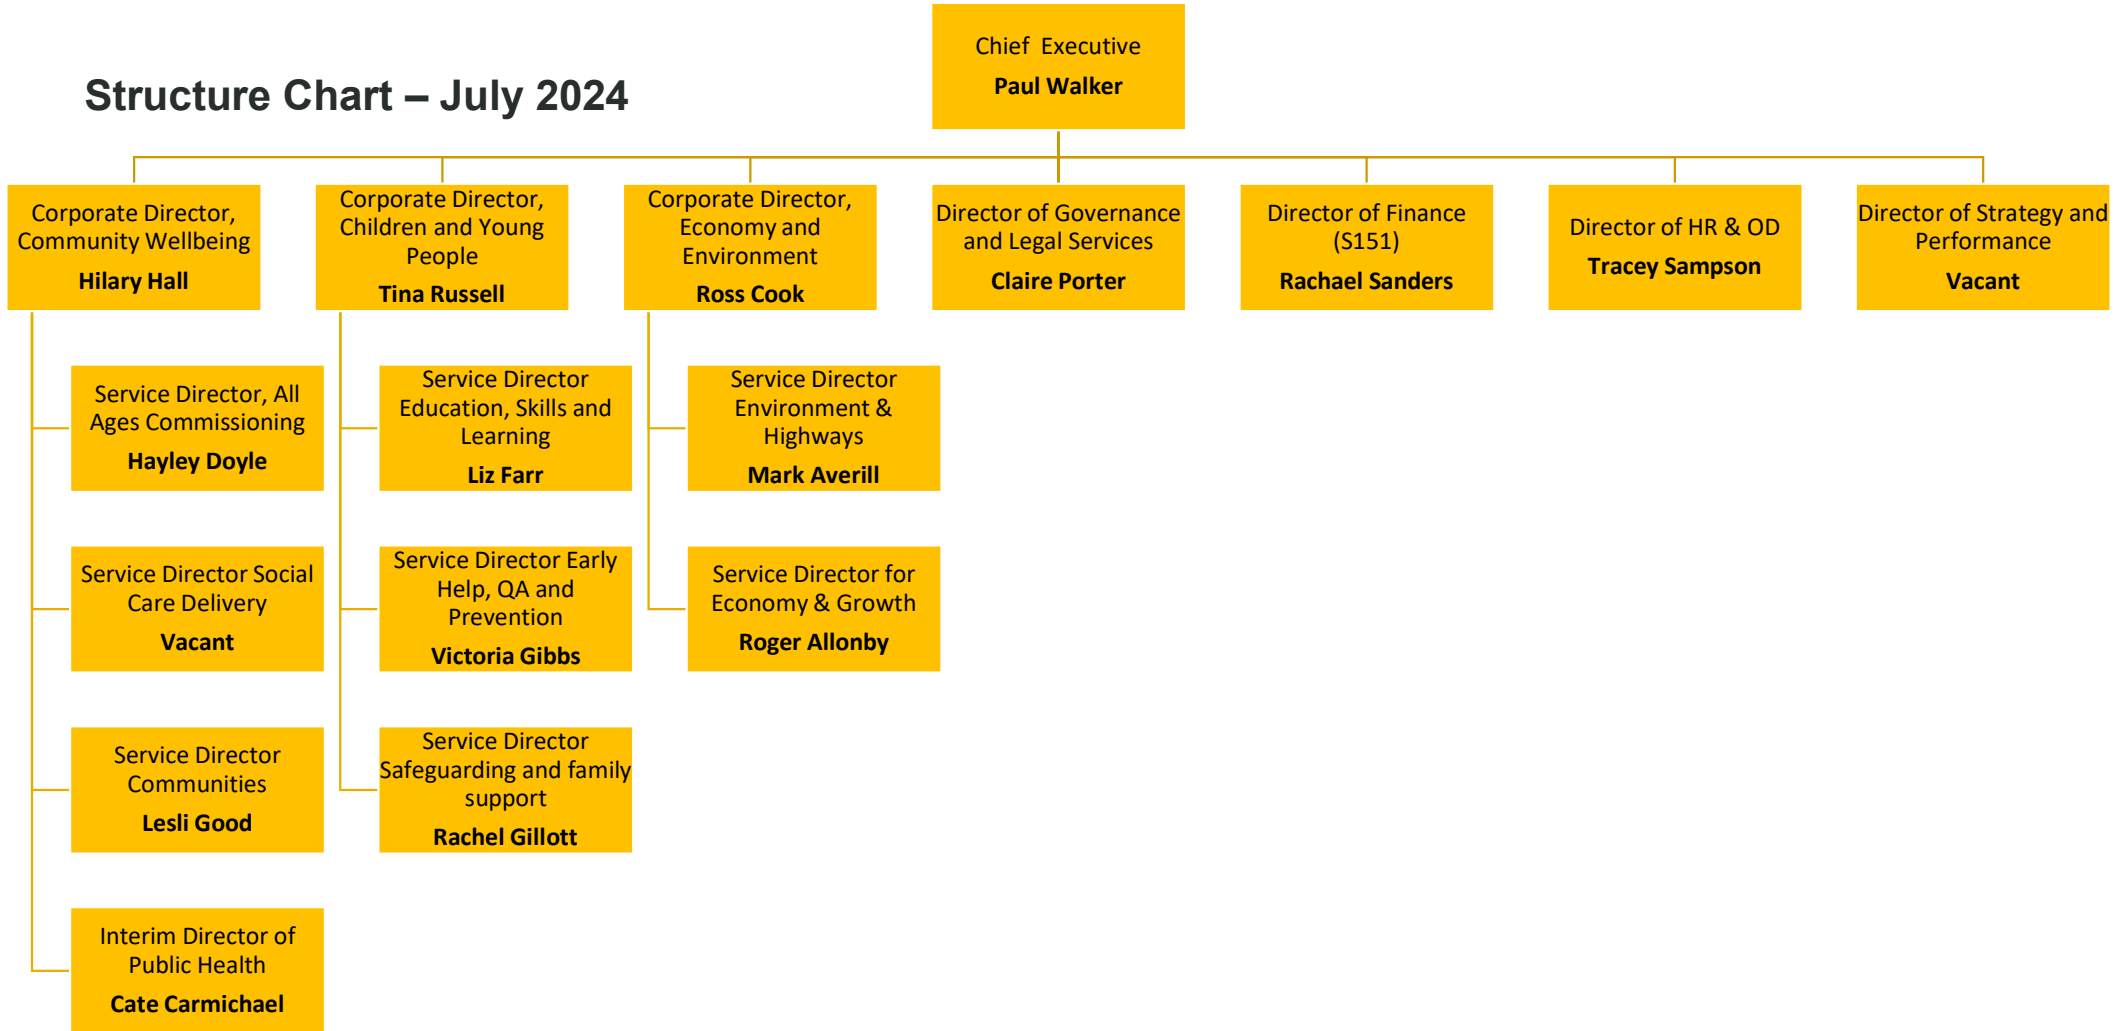 Structure Chart – July 2024
Chief Executive
Paul Walker
Corporate Director,
Community Wellbeing
Hilary Hall
Corporate Director,
Children and Young
People
Tina Russell
Corporate Director,
Economy and
Environment
Ross Cook
Director of Governance
and Legal Services
Claire Porter
Director of Finance
(S151)
Rachael Sanders
Director of HR & OD
Tracey Sampson
Director of Strategy and
Performance
Vacant
Service Director, All
Ages Commissioning
Hayley Doyle
Service Director Social
Care Delivery
Vacant
Service Director
Communities
Lesli Good
Interim Director of
Public Health
Cate Carmichael
Service Director
Education, Skills and
Learning
Liz Farr
Service Director Early
Help, QA and
Prevention
Victoria Gibbs
Service Director
Safeguarding and family
support
Rachel Gillott
Service Director
Environment &
Highways
Mark Averill
Service Director for
Economy & Growth
Roger Allonby